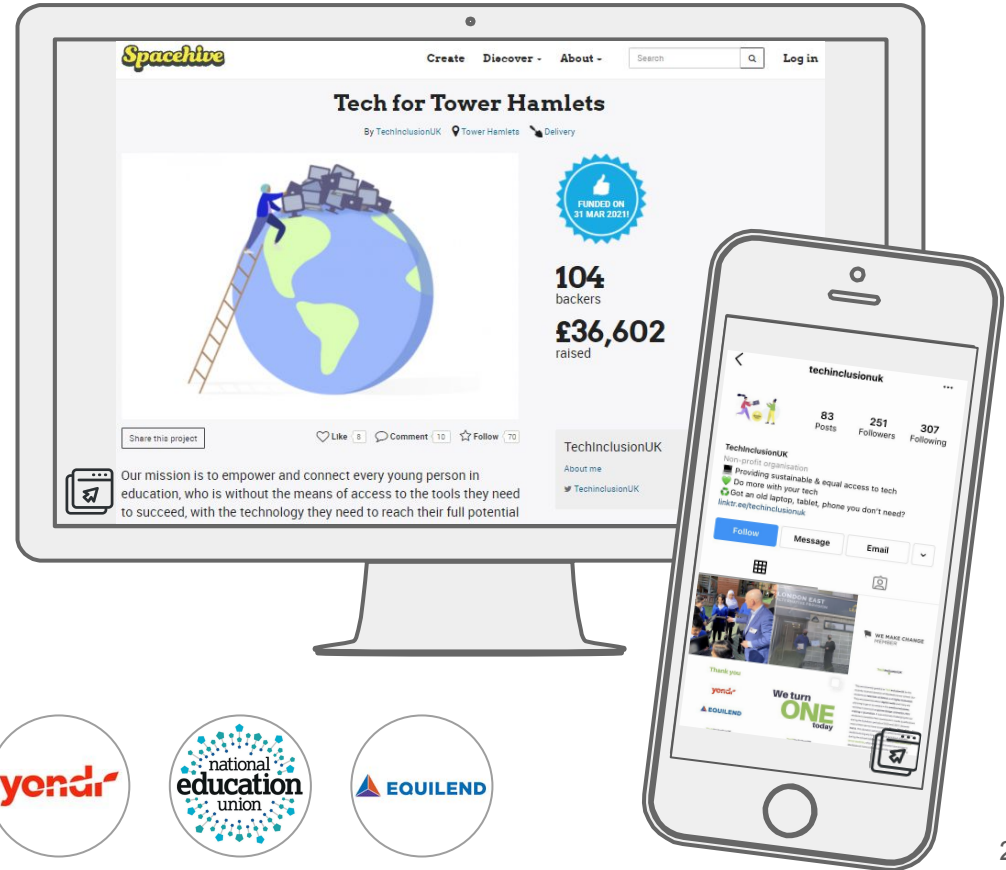 Spacehive
Create Discover About Search Log in
Tech for Tower Hamlets
By TechInclusionUK Tower Hamlets Delivery
FUNDED ON
31 MAR 2021!
104
backers
£36,602
raised
Share this project
Like 8 Comment 10 Follow 70
Our mission is to empower and connect every young person in
education, who is without the means of access to the tools they need
to succeed, with the technology they need to reach their full potential
TechInclusionUK
About me
TechinclusionUK
techinclusionuk
83 251 307
Posts Followers Following
TechInclusionUK
Non-profit organisation
Providing sustainable & equal access to tech
Do more with your tech
Got an old laptop, tablet, phone you don't need?
linktr.ee/techinclusionuk
Follow Message Email
LONDON EAST
WE MAKE CHANGE
MEMBER
Thank you
yondr
EQUILEND
We turn
ONE
today
yondr
national
education
union
EQUILEND
2